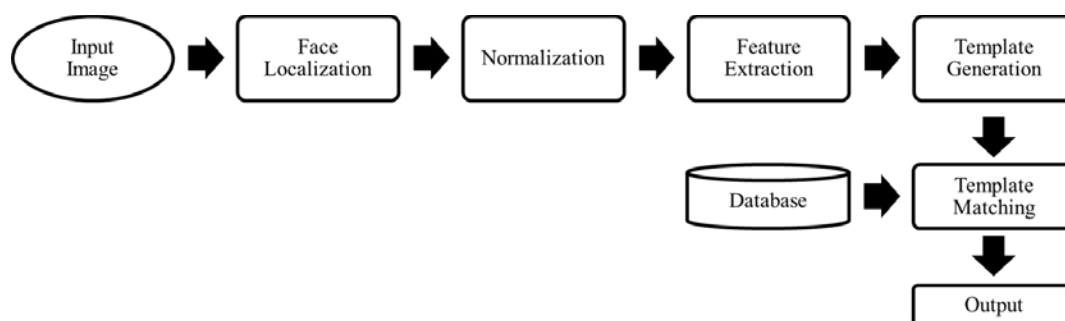 Input
Image
Face
Localization
Normalization
Feature
Extraction
Template
Generation
Database
Template
Matching
Output